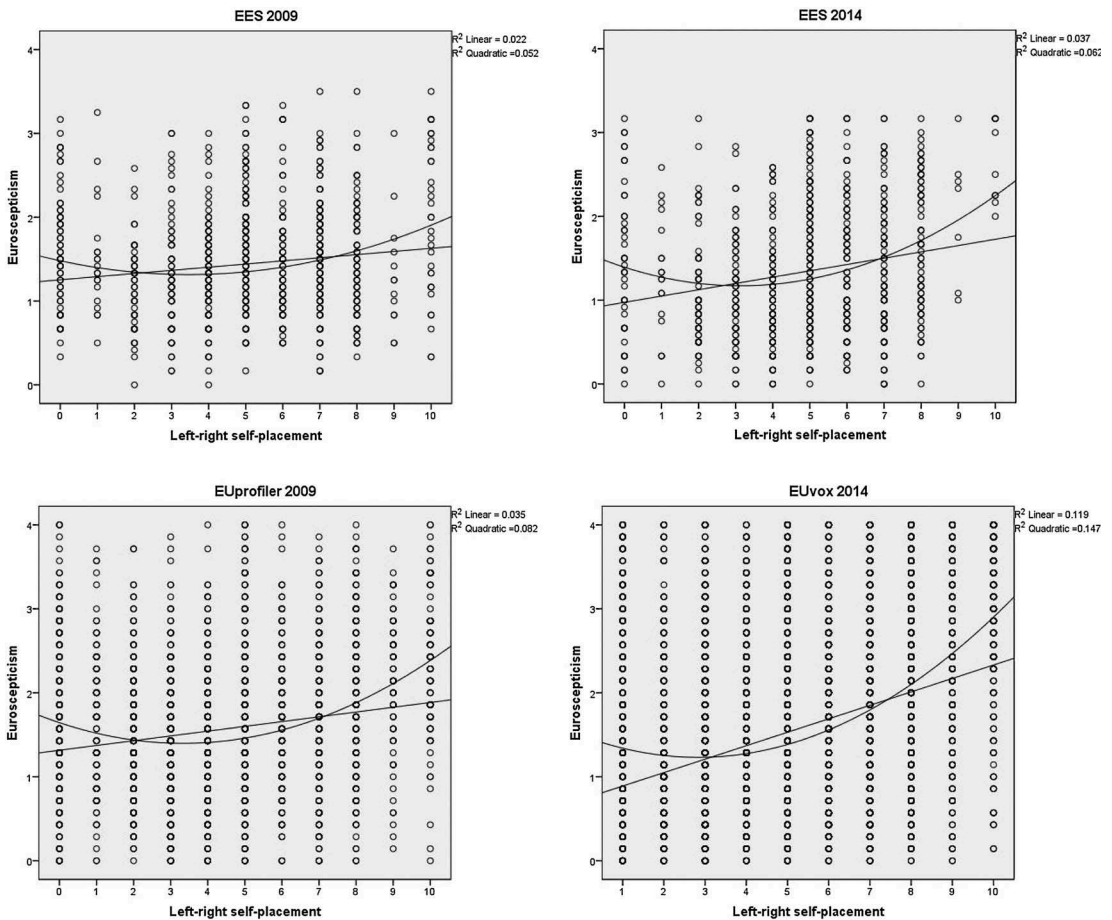 EES 2009
R2 Linear = 0.022
R2 Quadratic =0.052
4
3
2
1
0
Euroscepticism
0 1 2 3 4 5 6 7 8 9 10
Left-right self-placement
EES 2014
R2 Linear = 0.037
R2 Quadratic =0.062
4
3
2
1
0
Euroscepticism
0 1 2 3 4 5 6 7 8 9 10
Left-right self-placement
EUprofiler 2009
R2 Linear = 0.035
R2 Quadratic =0.082
4
3
2
1
0
Euroscepticism
0 1 2 3 4 5 6 7 8 9 10
Left-right self-placement
EUvox 2014
R2 Linear = 0.119
R2 Quadratic =0.147
4
3
2
1
0
Euroscepticism
1 2 3 4 5 6 7 8 9 10
Left-right self-placement